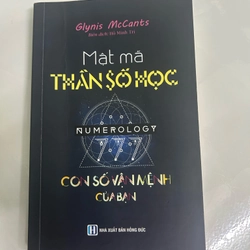 Glynis McCants
Mật mã
THẦN SỐ HỌC
NUMEROLOGY
777
CON SỐ VẬN MỆNH
CỦA BẠN
NHÀ XUẤT BẢN HỒNG ĐỨC